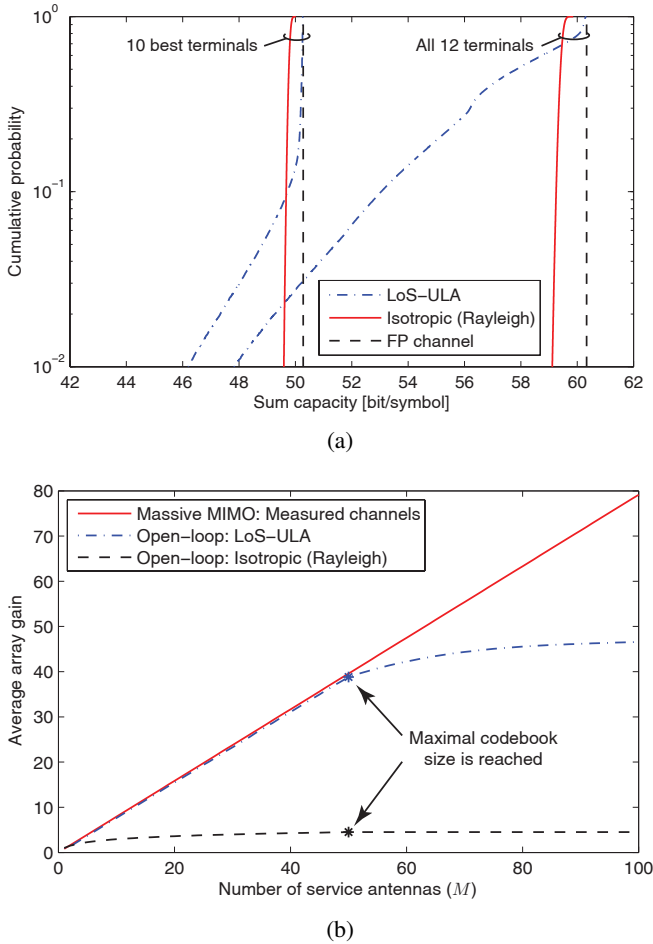 10 best terminals
All 12 terminals
Cumulative probability
10⁰
10⁻¹
10⁻²
LoS−ULA
Isotropic (Rayleigh)
FP channel
42 44 46 48 50 52 54 56 58 60 62
Sum capacity [bit/symbol]
(a)
Massive MIMO: Measured channels
Open−loop: LoS−ULA
Open−loop: Isotropic (Rayleigh)
Average array gain
80
70
60
50
40
30
20
10
0
Maximal codebook
size is reached
0 20 40 60 80 100
Number of service antennas (M)
(b)